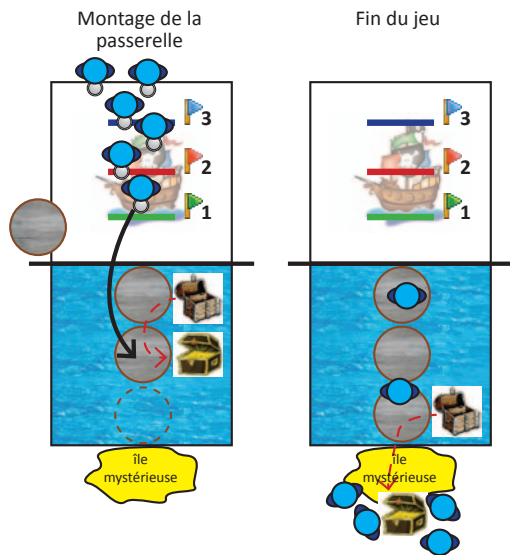 Montage de la
passerelle
3
2
1
île
mystérieuse
Fin du jeu
3
2
1
île
mystérieuse